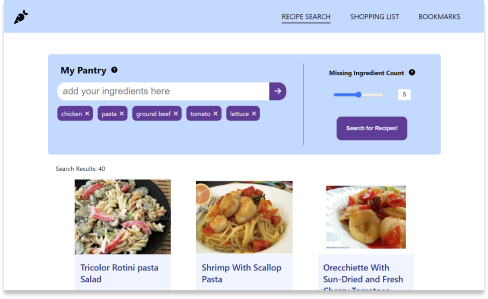 RECIPE SEARCH SHOPPING LIST BOOKMARKS
My Pantry ?
add your ingredients here
chicken × pasta × ground beef × tomato × lettuce ×
Missing Ingredient Count ?
5
Search for Recipes!
Search Results: 40
Tricolor Rotini pasta
Salad
Shrimp With Scallop
Pasta
Orecchiette With
Sun-Dried and Fresh
Cherry Tomatoes